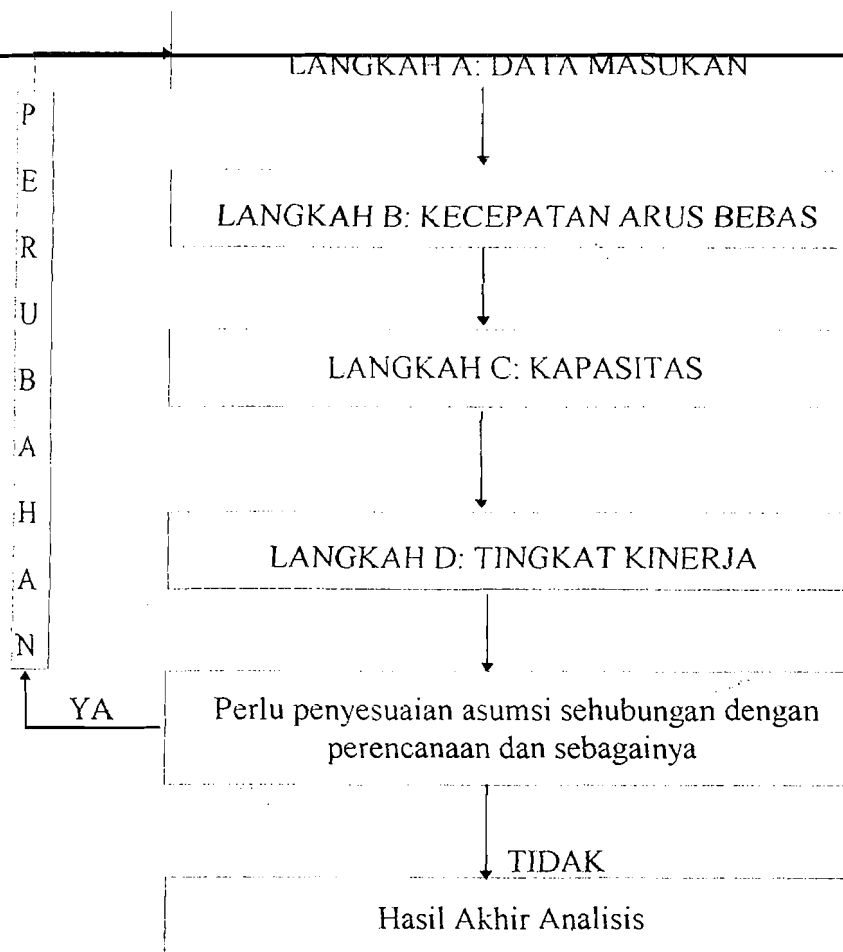 LANGKAH A: DATA MASUKAN
PERUBAHAN
LANGKAH B: KECEPATAN ARUS BEBAS
LANGKAH C: KAPASITAS
LANGKAH D: TINGKAT KINERJA
YA
Perlu penyesuaian asumsi sehubungan dengan
perencanaan dan sebagainya
TIDAK
Hasil Akhir Analisis